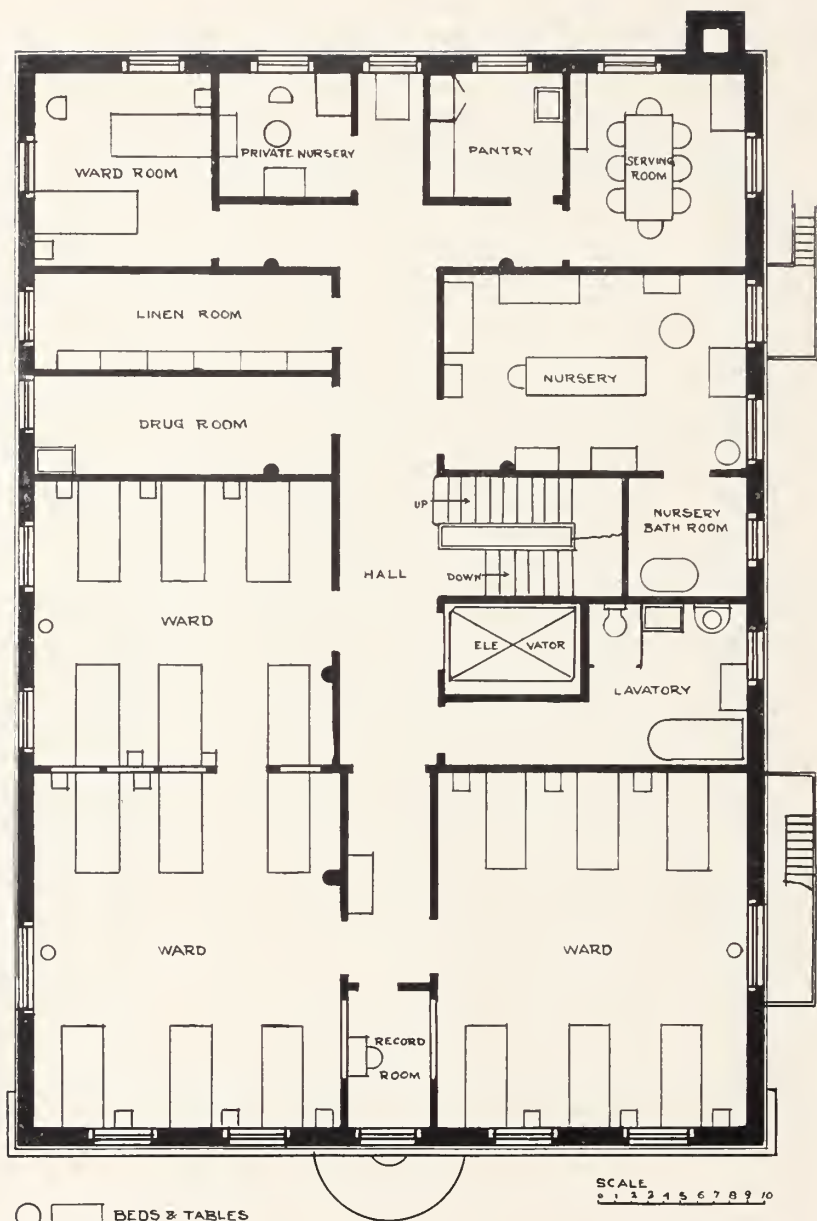 WARD ROOM
PRIVATE NURSERY
PANTRY
SERVING
ROOM
LINEN ROOM
NURSERY
DRUG ROOM
UP
NURSERY
BATH ROOM
HALL
DOWN
WARD
ELE VATOR
LAVATORY
WARD
WARD
RECORD
ROOM
SCALE
0 1 2 3 4 5 6 7 8 9 10
BEDS & TABLES